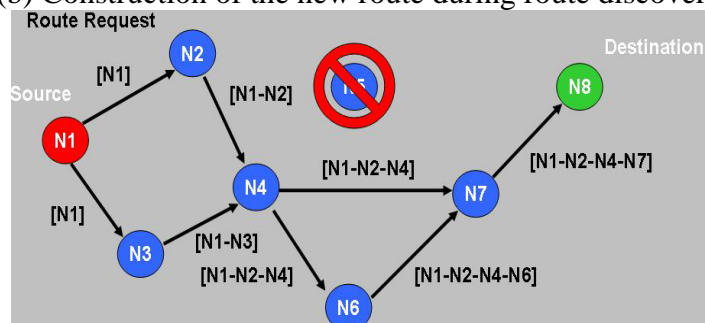 (b) Construction of the new route during route discover
Route Request
N2
Destination
[N1]
Source
[N1-N2]
N8
N1
[N1-N2-N4]
[N1-N2-N4-N7]
N4
N7
[N1]
[N1-N3]
N3
[N1-N2-N4]
[N1-N2-N4-N6]
N6